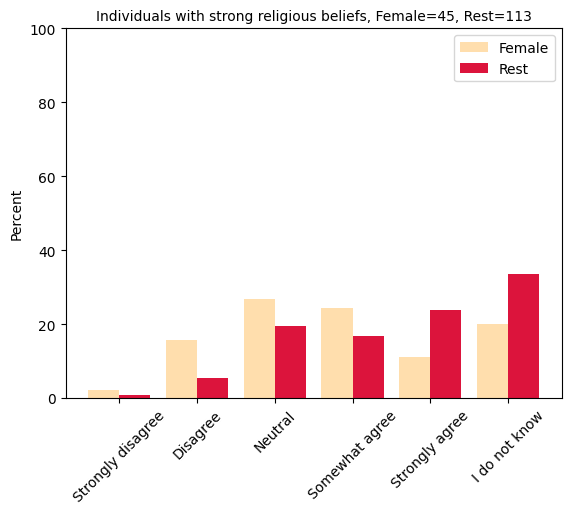 Individuals with strong religious beliefs, Female=45, Rest=113
Female
Rest
Percent
100
80
60
40
20
0
Strongly disagree
Disagree
Neutral
Somewhat agree
Strongly agree
I do not know